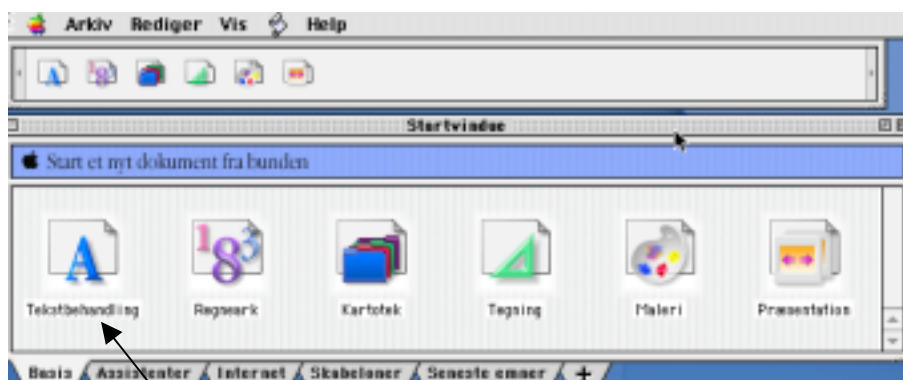 Arkiv Rediger Vis Help
Startvindue
Start et nyt dokument fra bunden
Tekstbehandling Regneark Kartotek Tegning Maleri Præsentation
Basis Assistenter Internet Skabeloner Seneste emner +